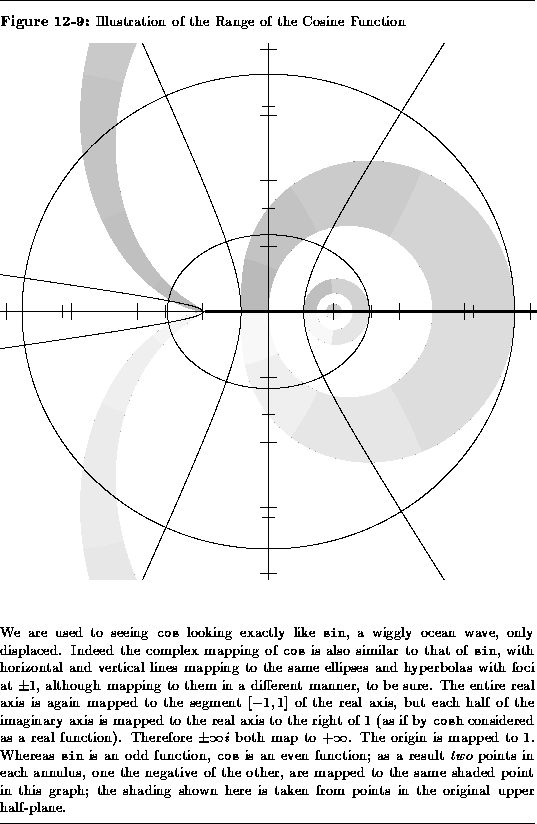 Figure 12-9: Illustration of the Range of the Cosine Function
We are used to seeing cos looking exactly like sin, a wiggly ocean wave, only
displaced. Indeed the complex mapping of cos is also similar to that of sin, with
horizontal and vertical lines mapping to the same ellipses and hyperbolas with foci
at ±1, although mapping to them in a different manner, to be sure. The entire real
axis is again mapped to the segment [−1,1] of the real axis, but each half of the
imaginary axis is mapped to the real axis to the right of 1 (as if by cosh considered
as a real function). Therefore ±∞i both map to +∞. The origin is mapped to 1.
Whereas sin is an odd function, cos is an even function; as a result two points in
each annulus, one the negative of the other, are mapped to the same shaded point
in this graph; the shading shown here is taken from points in the original upper
half-plane.